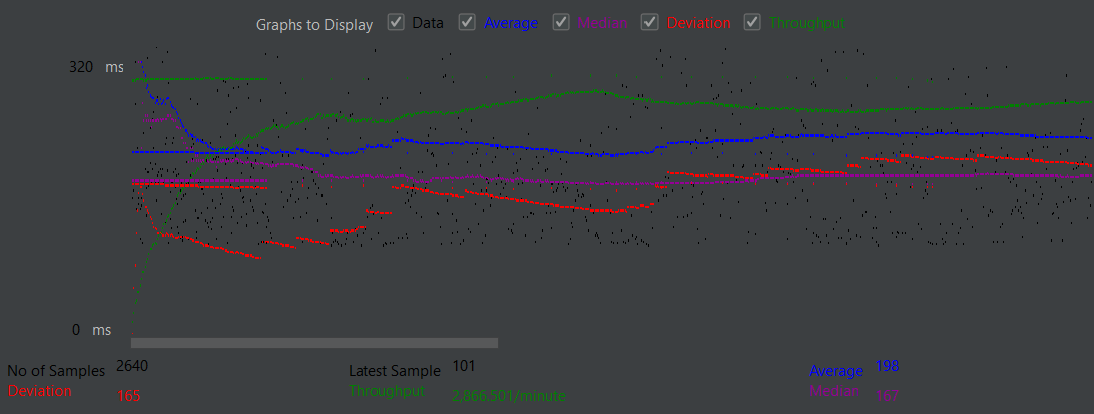 Graphs to Display Data Average Median Deviation Throughput
320 ms
0 ms
No of Samples 2640 Latest Sample 101 Average 198
Deviation 165 Throughput 2,866.501/minute Median 167